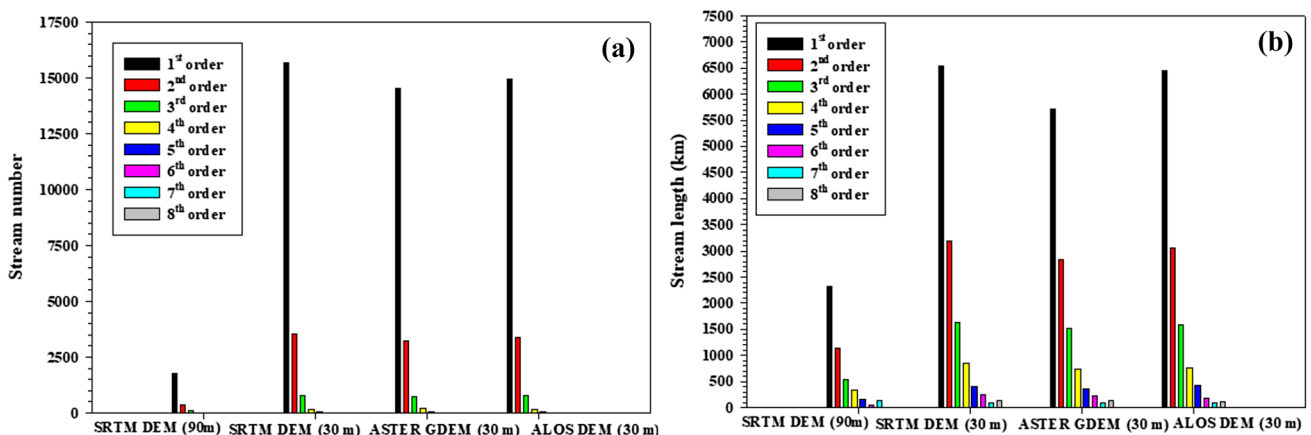 (a)
17500
15000
12500
10000
7500
5000
2500
0
Stream number
1st order
2nd order
3rd order
4th order
5th order
6th order
7th order
8th order
SRTM DEM (90m) SRTM DEM (30 m) ASTER GDEM (30 m) ALOS DEM (30 m)
(b)
7500
7000
6500
6000
5500
5000
4500
4000
3500
3000
2500
2000
1500
1000
500
0
Stream length (km)
1st order
2nd order
3rd order
4th order
5th order
6th order
7th order
8th order
SRTM DEM (90m) SRTM DEM (30 m) ASTER GDEM (30 m) ALOS DEM (30 m)